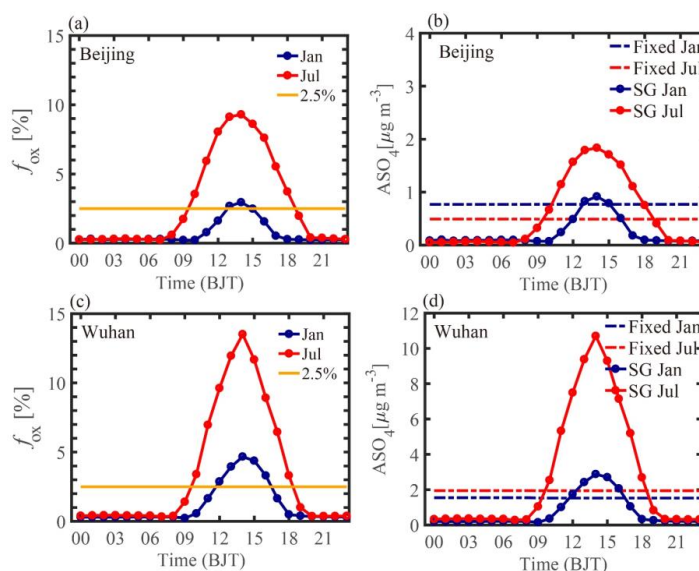 (a)
Beijing
Jan
Jul
2.5%
f_ox [%]
15
10
5
0
00 03 06 09 12 15 18 21
Time (BJT)
(b)
Beijing
Fixed Jan
Fixed Juk
SG Jan
SG Jul
ASO₄[μg m⁻³]
4
3
2
1
0
00 03 06 09 12 15 18 21
Time (BJT)
(c)
Wuhan
Jan
Jul
2.5%
f_ox [%]
15
10
5
0
00 03 06 09 12 15 18 21
Time (BJT)
(d)
Wuhan
Fixed Jan
Fixed Juk
SG Jan
SG Jul
ASO₄[μg m⁻³]
12
10
8
6
4
2
0
00 03 06 09 12 15 18 21
Time (BJT)